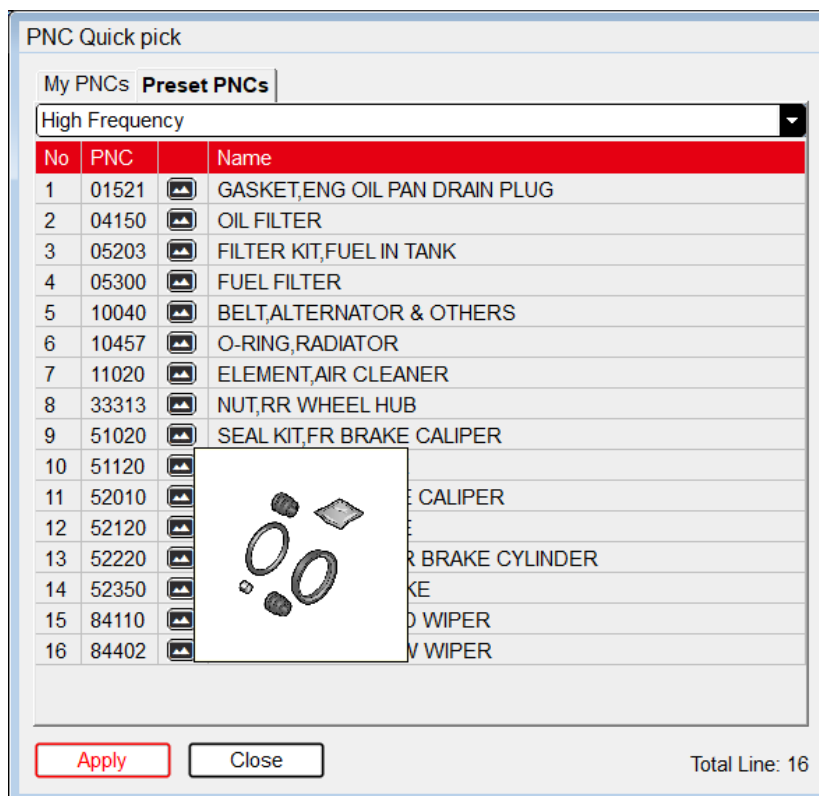 PNC Quick pick
My PNCs Preset PNCs
High Frequency
No PNC Name
1 01521 GASKET,ENG OIL PAN DRAIN PLUG
2 04150 OIL FILTER
3 05203 FILTER KIT,FUEL IN TANK
4 05300 FUEL FILTER
5 10040 BELT,ALTERNATOR & OTHERS
6 10457 O-RING,RADIATOR
7 11020 ELEMENT,AIR CLEANER
8 33313 NUT,RR WHEEL HUB
9 51020 SEAL KIT,FR BRAKE CALIPER
10 51120
11 52010 CALIPER
12 52120
13 52220 BRAKE CYLINDER
14 52350
15 84110 WIPER
16 84402 WIPER
Apply Close Total Line: 16